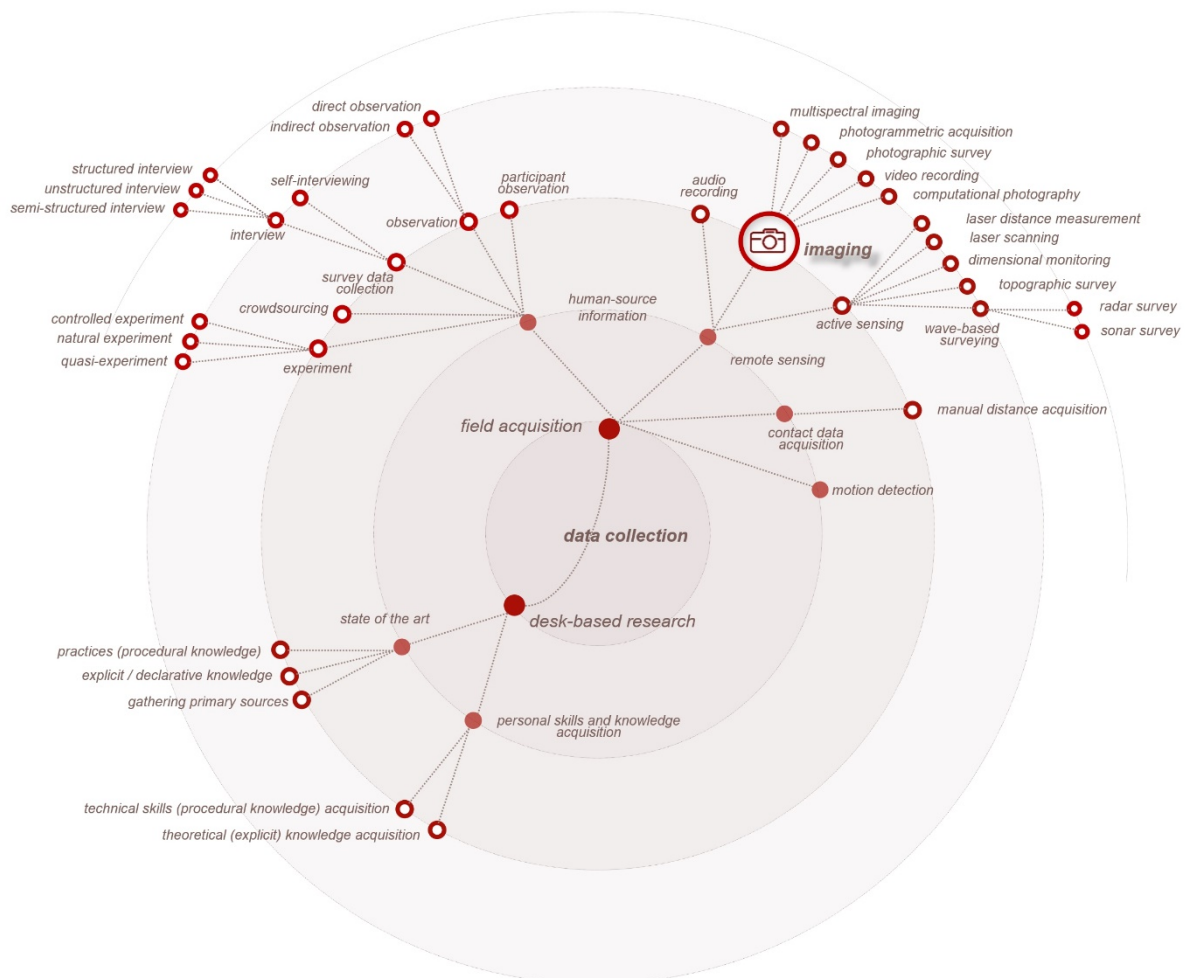 direct observation
indirect observation
multispectral imaging
photogrammetric acquisition
photographic survey
structured interview
unstructured interview
semi-structured interview
self-interviewing
participant
observation
audio
recording
video recording
computational photography
interview
observation
imaging
laser distance measurement
laser scanning
dimensional monitoring
topographic survey
survey data
collection
crowdsourcing
human-source
information
active sensing
wave-based
surveying
radar survey
sonar survey
controlled experiment
natural experiment
quasi-experiment
experiment
remote sensing
manual distance acquisition
field acquisition
contact data
acquisition
motion detection
data collection
state of the art
desk-based research
practices (procedural knowledge)
explicit / declarative knowledge
gathering primary sources
personal skills and knowledge
acquisition
technical skills (procedural knowledge) acquisition
theoretical (explicit) knowledge acquisition